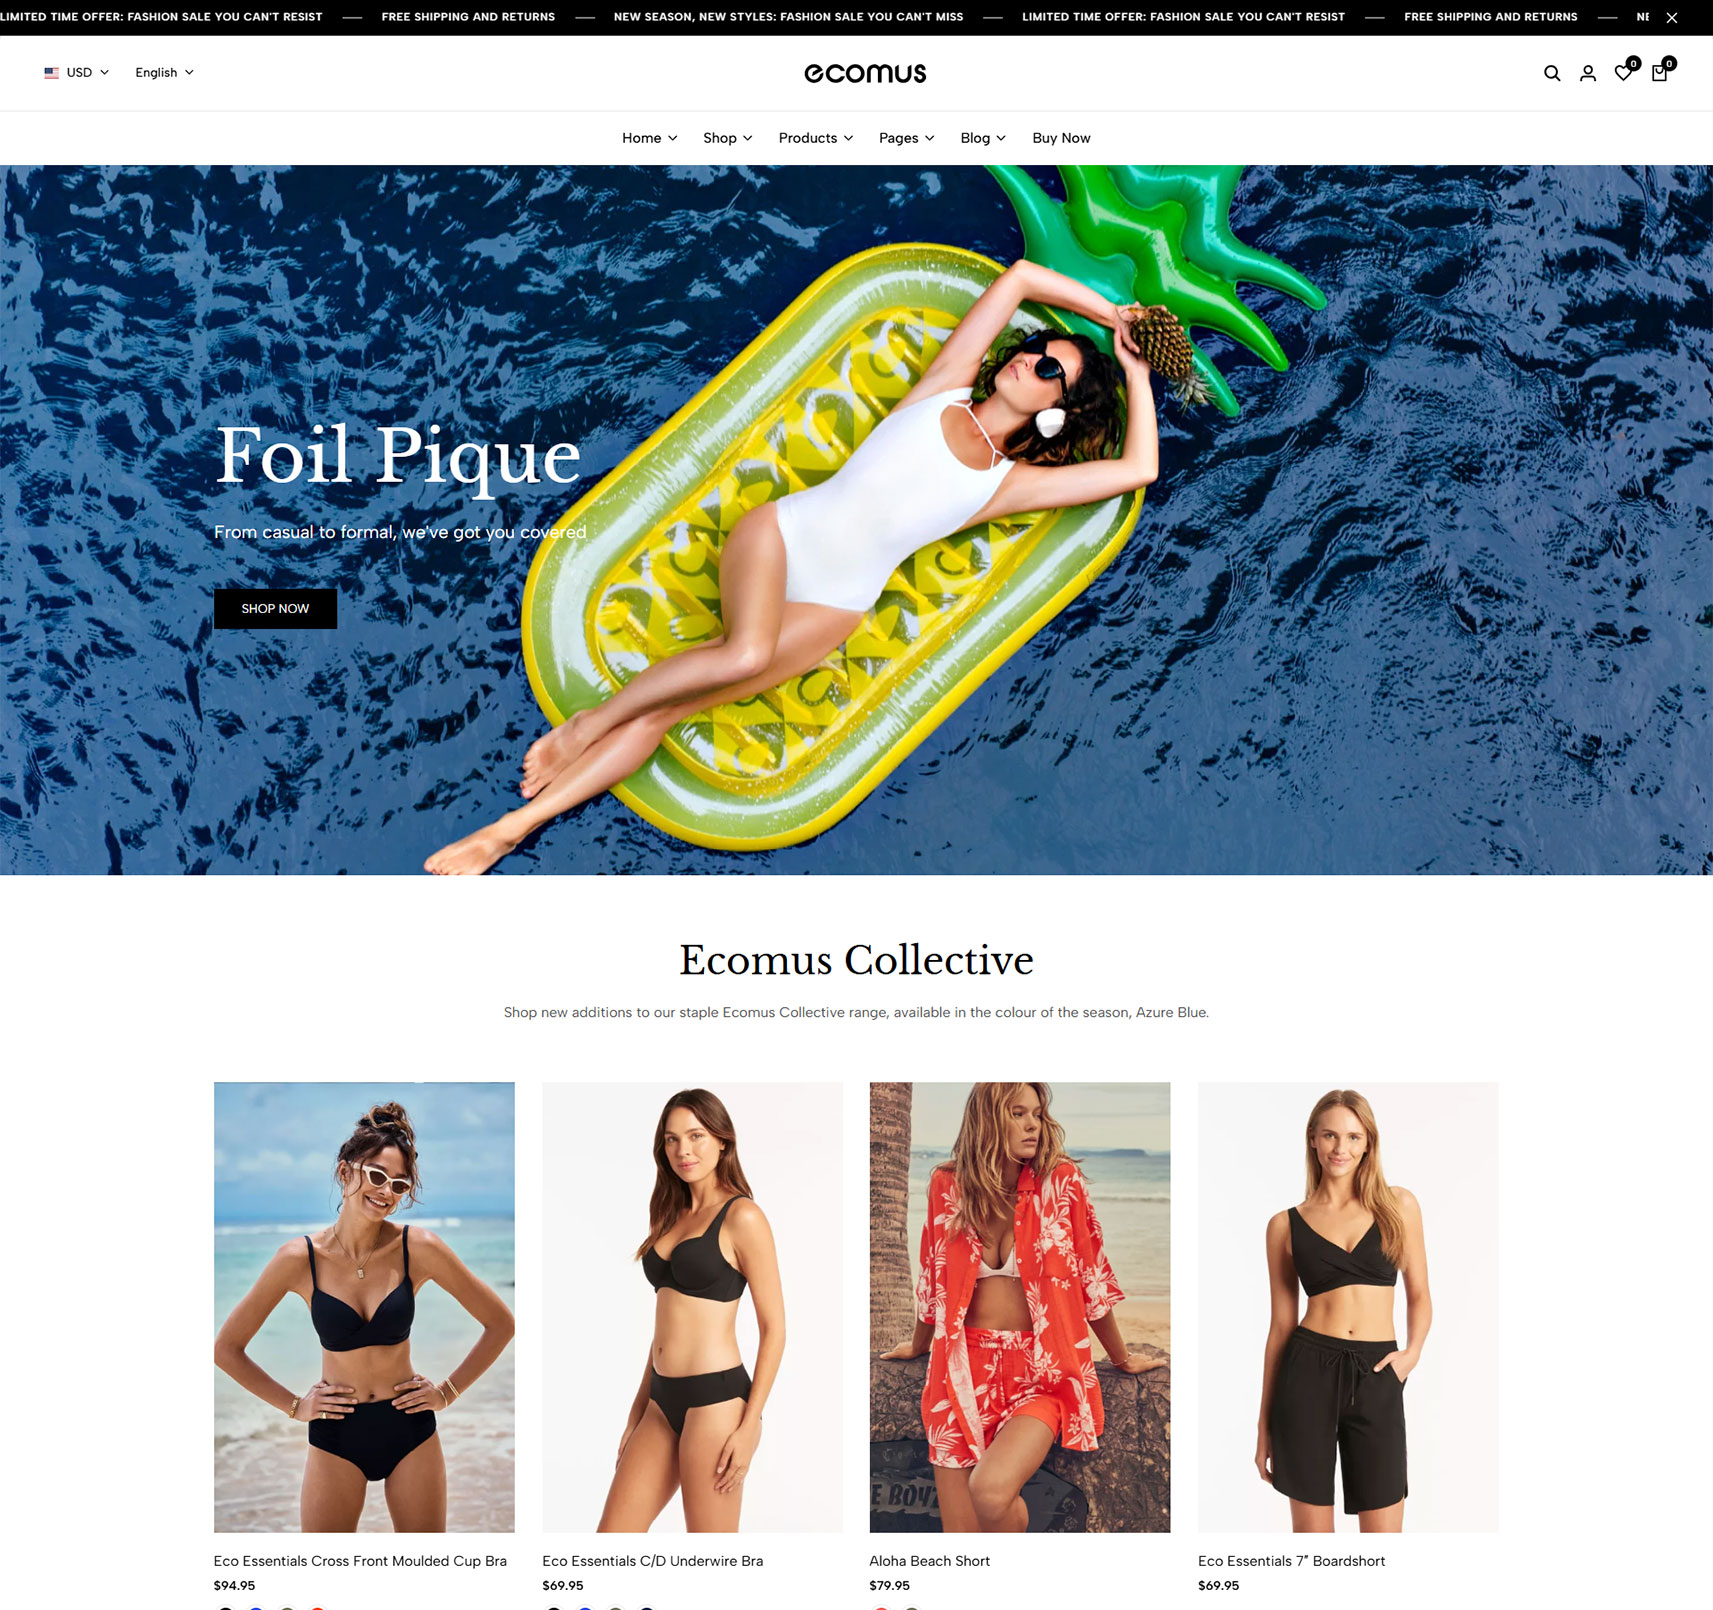 LIMITED TIME OFFER: FASHION SALE YOU CAN'T RESIST — FREE SHIPPING AND RETURNS — NEW SEASON, NEW STYLES: FASHION SALE YOU CAN'T MISS — LIMITED TIME OFFER: FASHION SALE YOU CAN'T RESIST — FREE SHIPPING AND RETURNS —
USD English
ecomus
0 0
Home Shop Products Pages Blog Buy Now
Foil Pique
From casual to formal, we've got you covered
SHOP NOW
Ecomus Collective
Shop new additions to our staple Ecomus Collective range, available in the colour of the season, Azure Blue.
Eco Essentials Cross Front Moulded Cup Bra
$94.95
Eco Essentials C/D Underwire Bra
$69.95
Aloha Beach Short
$79.95
Eco Essentials 7″ Boardshort
$69.95